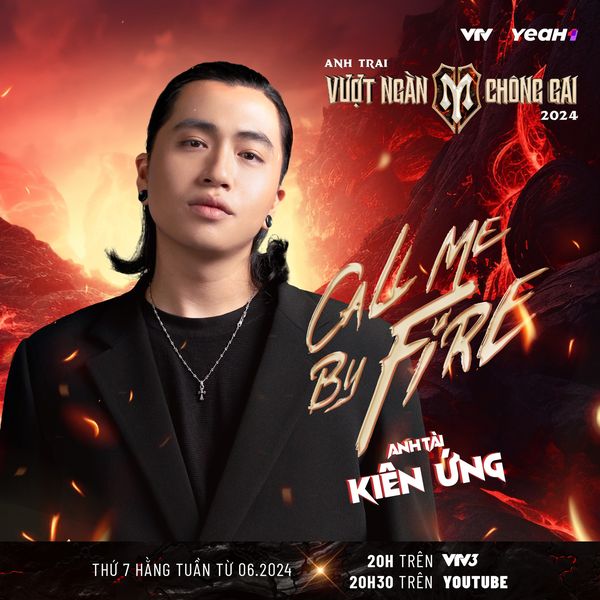 VTV YEAH1
ANH TRAI
VƯỢT NGÀN CHÔNG GAI
2024
CALL ME
BY FIRE
ANH TÀI
KIÊN ỨNG
THỨ 7 HẰNG TUẦN TỪ 06.2024
20H TRÊN VTV3
20H30 TRÊN YOUTUBE